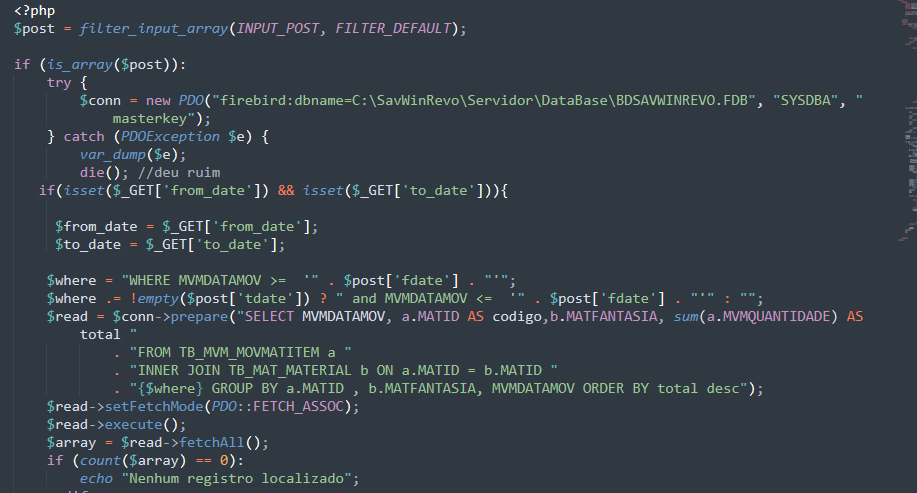 <?php
$post = filter_input_array(INPUT_POST, FILTER_DEFAULT);
if (is_array($post)):
try {
$conn = new PDO("firebird:dbname=C:\SavWinRevo\Servidor\DataBase\BDSAVWINREVO.FDB", "SYSDBA", "
masterkey");
} catch (PDOException $e) {
var_dump($e);
die(); //deu ruim
if(isset($_GET['from_date']) && isset($_GET['to_date'])){
$from_date = $_GET['from_date'];
$to_date = $_GET['to_date'];
$where = "WHERE MVMDATAMOV >=  '" . $post['fdate'] . "'";
$where .= !empty($post['tdate']) ? " and MVMDATAMOV <=  '" . $post['fdate'] . "'" : "";
$read = $conn->prepare("SELECT MVMDATAMOV, a.MATID AS codigo,b.MATFANTASIA, sum(a.MVMQUANTIDADE) AS
total "
. "FROM TB_MVM_MOVMATITEM a "
. "INNER JOIN TB_MAT_MATERIAL b ON a.MATID = b.MATID "
. "{$where} GROUP BY a.MATID , b.MATFANTASIA, MVMDATAMOV ORDER BY total desc");
$read->setFetchMode(PDO::FETCH_ASSOC);
$read->execute();
$array = $read->fetchAll();
if (count($array) == 0):
echo "Nenhum registro localizado";